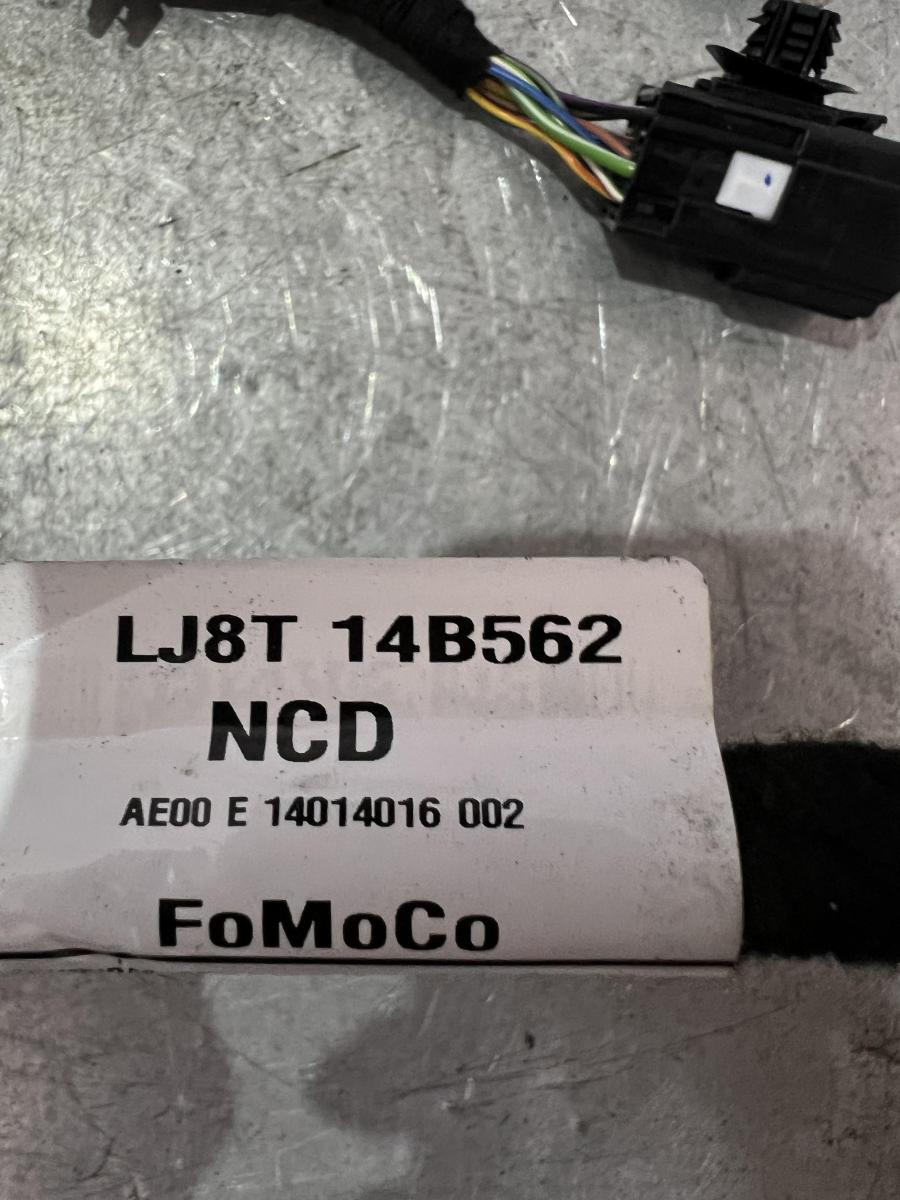 LJ8T 14B562
NCD
AE00 E 14014016 002
FoMoCo